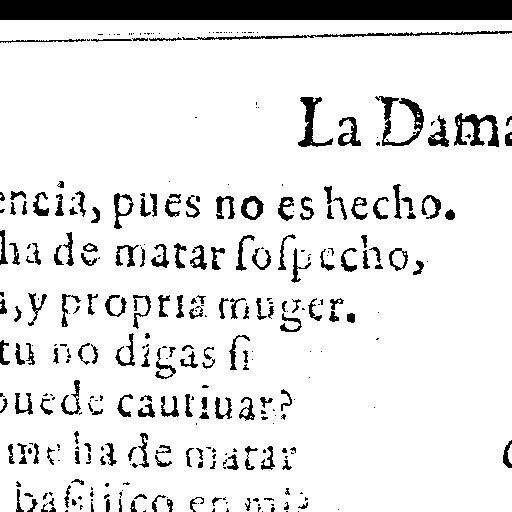 La Dama
encia, pues no es hecho.
ha de matar ſoſpecho,
a, y propria muger.
tu no digas ſi
puede cautiuar?
me ha de matar
baſiliſco en mi?